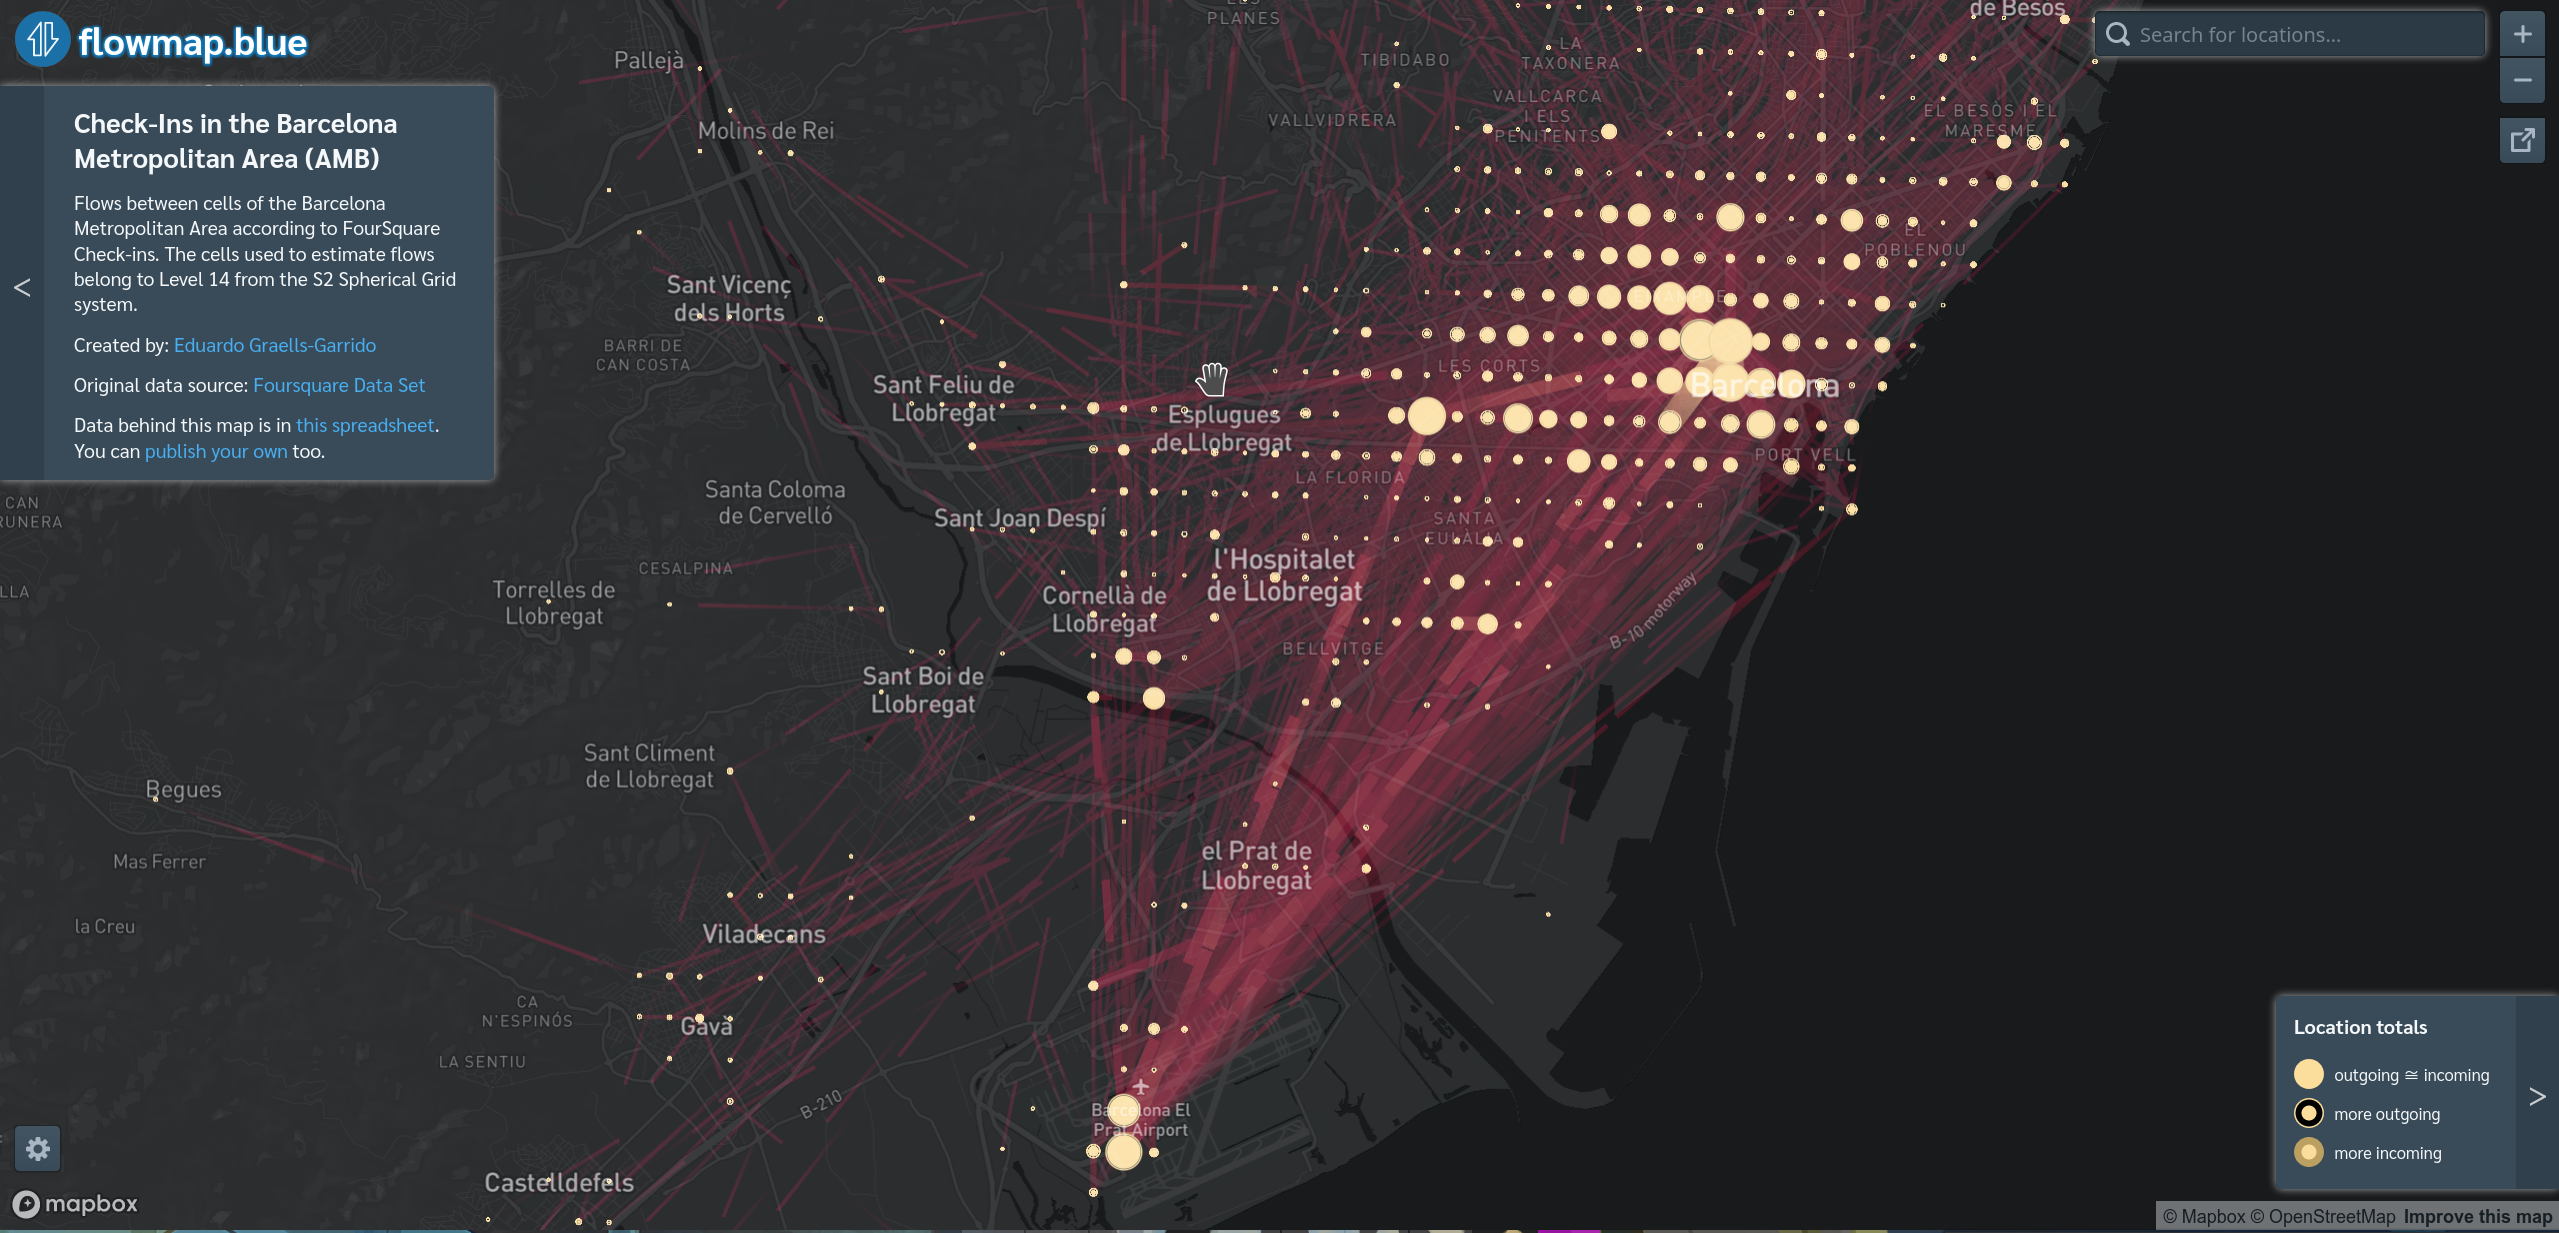 flowmap.blue
Check-Ins in the Barcelona
Metropolitan Area (AMB)
Flows between cells of the Barcelona
Metropolitan Area according to FourSquare
Check-ins. The cells used to estimate flows
belong to Level 14 from the S2 Spherical Grid
system.
Created by: Eduardo Graells-Garrido
Original data source: Foursquare Data Set
Data behind this map is in this spreadsheet.
You can publish your own too.
<
Search for locations...
+
−
PLANES
de Besòs
Pallejà
TIBIDABO
LA
TAXONERA
Molins de Rei
VALLVIDRERA
VALLCARCA
I ELS
PENITENTS
EL BESÒS I EL
MARESME
EL
POBLENOU
Sant Vicenç
dels Horts
BARRI DE
CAN COSTA
Sant Feliu de
Llobregat
Esplugues
de Llobregat
LES CORTS
Barcelona
PORT VELL
LA FLORIDA
CAN
Santa Coloma
de Cervelló
Sant Joan Despí
SANTA
EULÀLIA
l'Hospitalet
de Llobregat
CESALPINA
Torrelles de
Llobregat
Cornellà de
Llobregat
B-10 motorway
BELLVITGE
Sant Boi de
Llobregat
Sant Climent
de Llobregat
Begues
Mas Ferrer
el Prat de
Llobregat
la Creu
Viladecans
CA
N'ESPINÓS
Gavà
LA SENTIU
B-210
Barcelona El
Prat Airport
Castelldefels
Location totals
outgoing ≅ incoming
more outgoing
more incoming
>
mapbox
© Mapbox © OpenStreetMap Improve this map